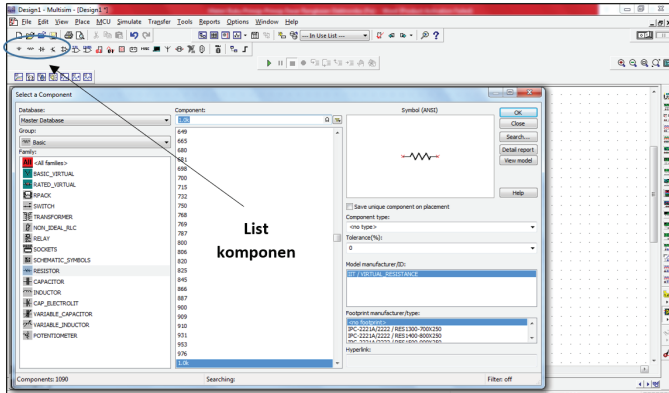 Design1 - Multisim - [Design1 *]
File Edit View Place MCU Simulate Transfer Tools Reports Options Window Help
--- In Use List ---
Select a Component
Database:
Master Database
Group:
Basic
Family:
All <All families>
BASIC_VIRTUAL
RATED_VIRTUAL
RPACK
SWITCH
TRANSFORMER
NON_IDEAL_RLC
RELAY
SOCKETS
SCHEMATIC_SYMBOLS
RESISTOR
CAPACITOR
INDUCTOR
CAP_ELECTROLIT
VARIABLE_CAPACITOR
VARIABLE_INDUCTOR
POTENTIOMETER
Component:
1.0k
649
665
680
681
698
700
715
732
750
768
769
787
800
806
820
825
845
866
887
900
909
910
931
953
976
1.0k
List
komponen
Symbol (ANSI)
Save unique component on placement
Component type:
<no type>
Tolerance(%):
0
Model manufacturer/ID:
IIT / VIRTUAL_RESISTANCE
Footprint manufacturer/type:
<no footprint>
IPC-2221A/2222 / RES1300-700X250
IPC-2221A/2222 / RES1400-800X250
Hyperlink:
OK
Close
Search...
Detail report
View model
Help
Components: 1090
Searching:
Filter: off